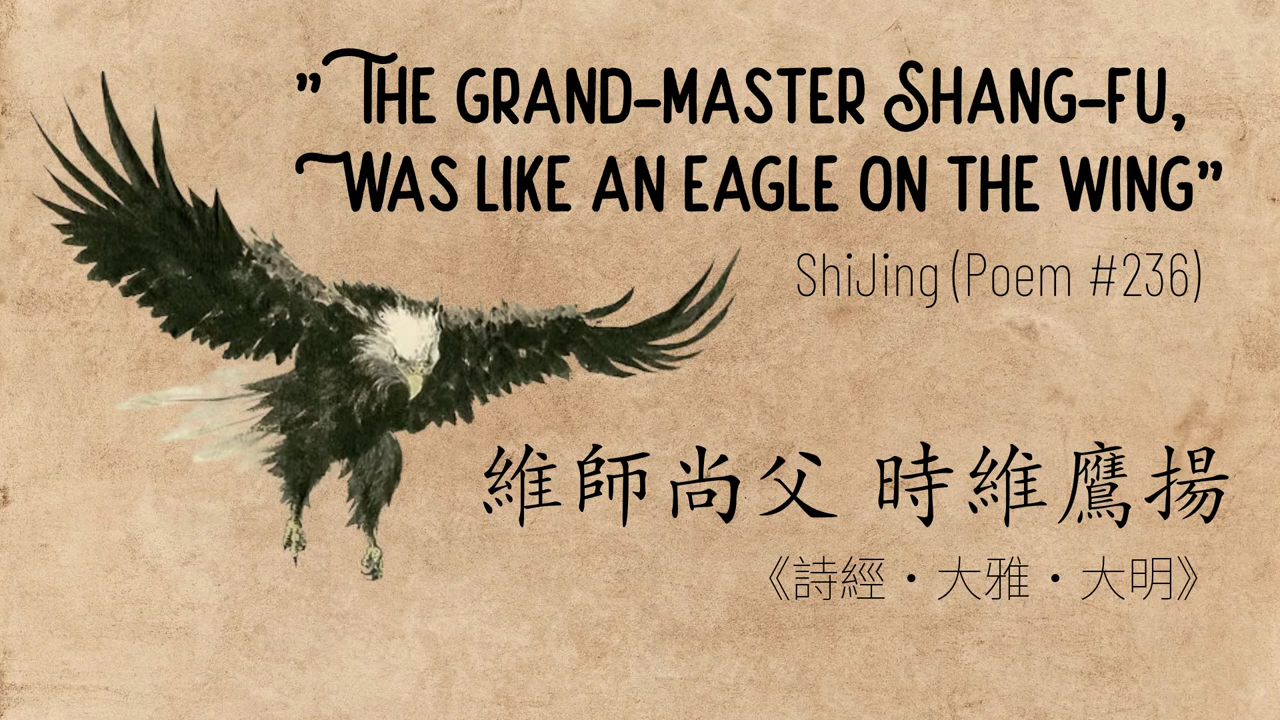 ”The grand-master Shang-fu,
Was like an eagle on the wing”
ShiJing (Poem #236)
維師尚父 時維鷹揚
《詩經・大雅・大明》